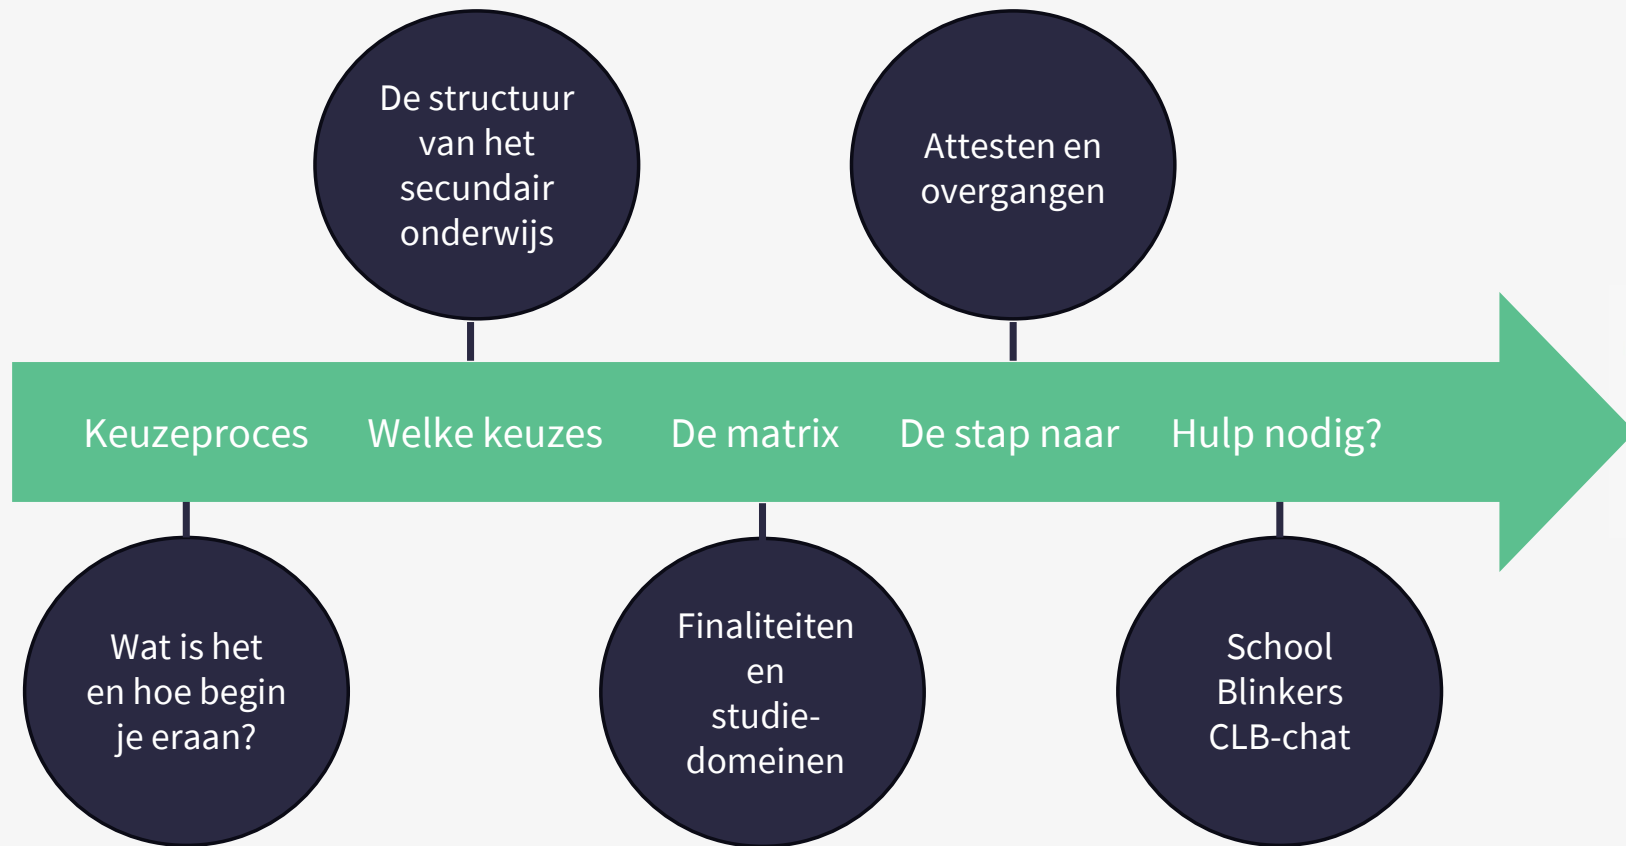 De structuur
van het
secundair
onderwijs
Attesten en
overgangen
Keuzeproces
Welke keuzes
De matrix
De stap naar
Hulp nodig?
Wat is het
en hoe begin
je eraan?
Finaliteiten
en
studie-
domeinen
School
Blinkers
CLB-chat